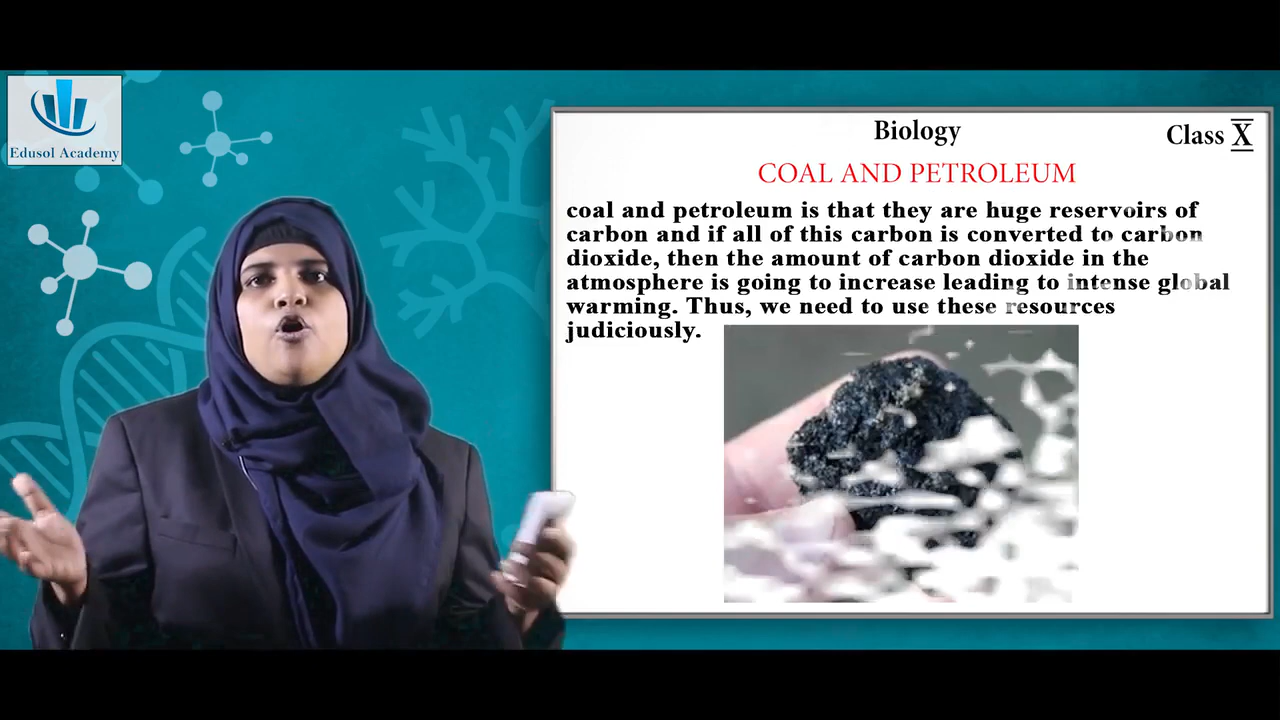 Edusol Academy
Biology
Class X
COAL AND PETROLEUM
coal and petroleum is that they are huge reservoirs of
carbon and if all of this carbon is converted to carbon
dioxide, then the amount of carbon dioxide in the
atmosphere is going to increase leading to intense global
warming. Thus, we need to use these resources
judiciously.